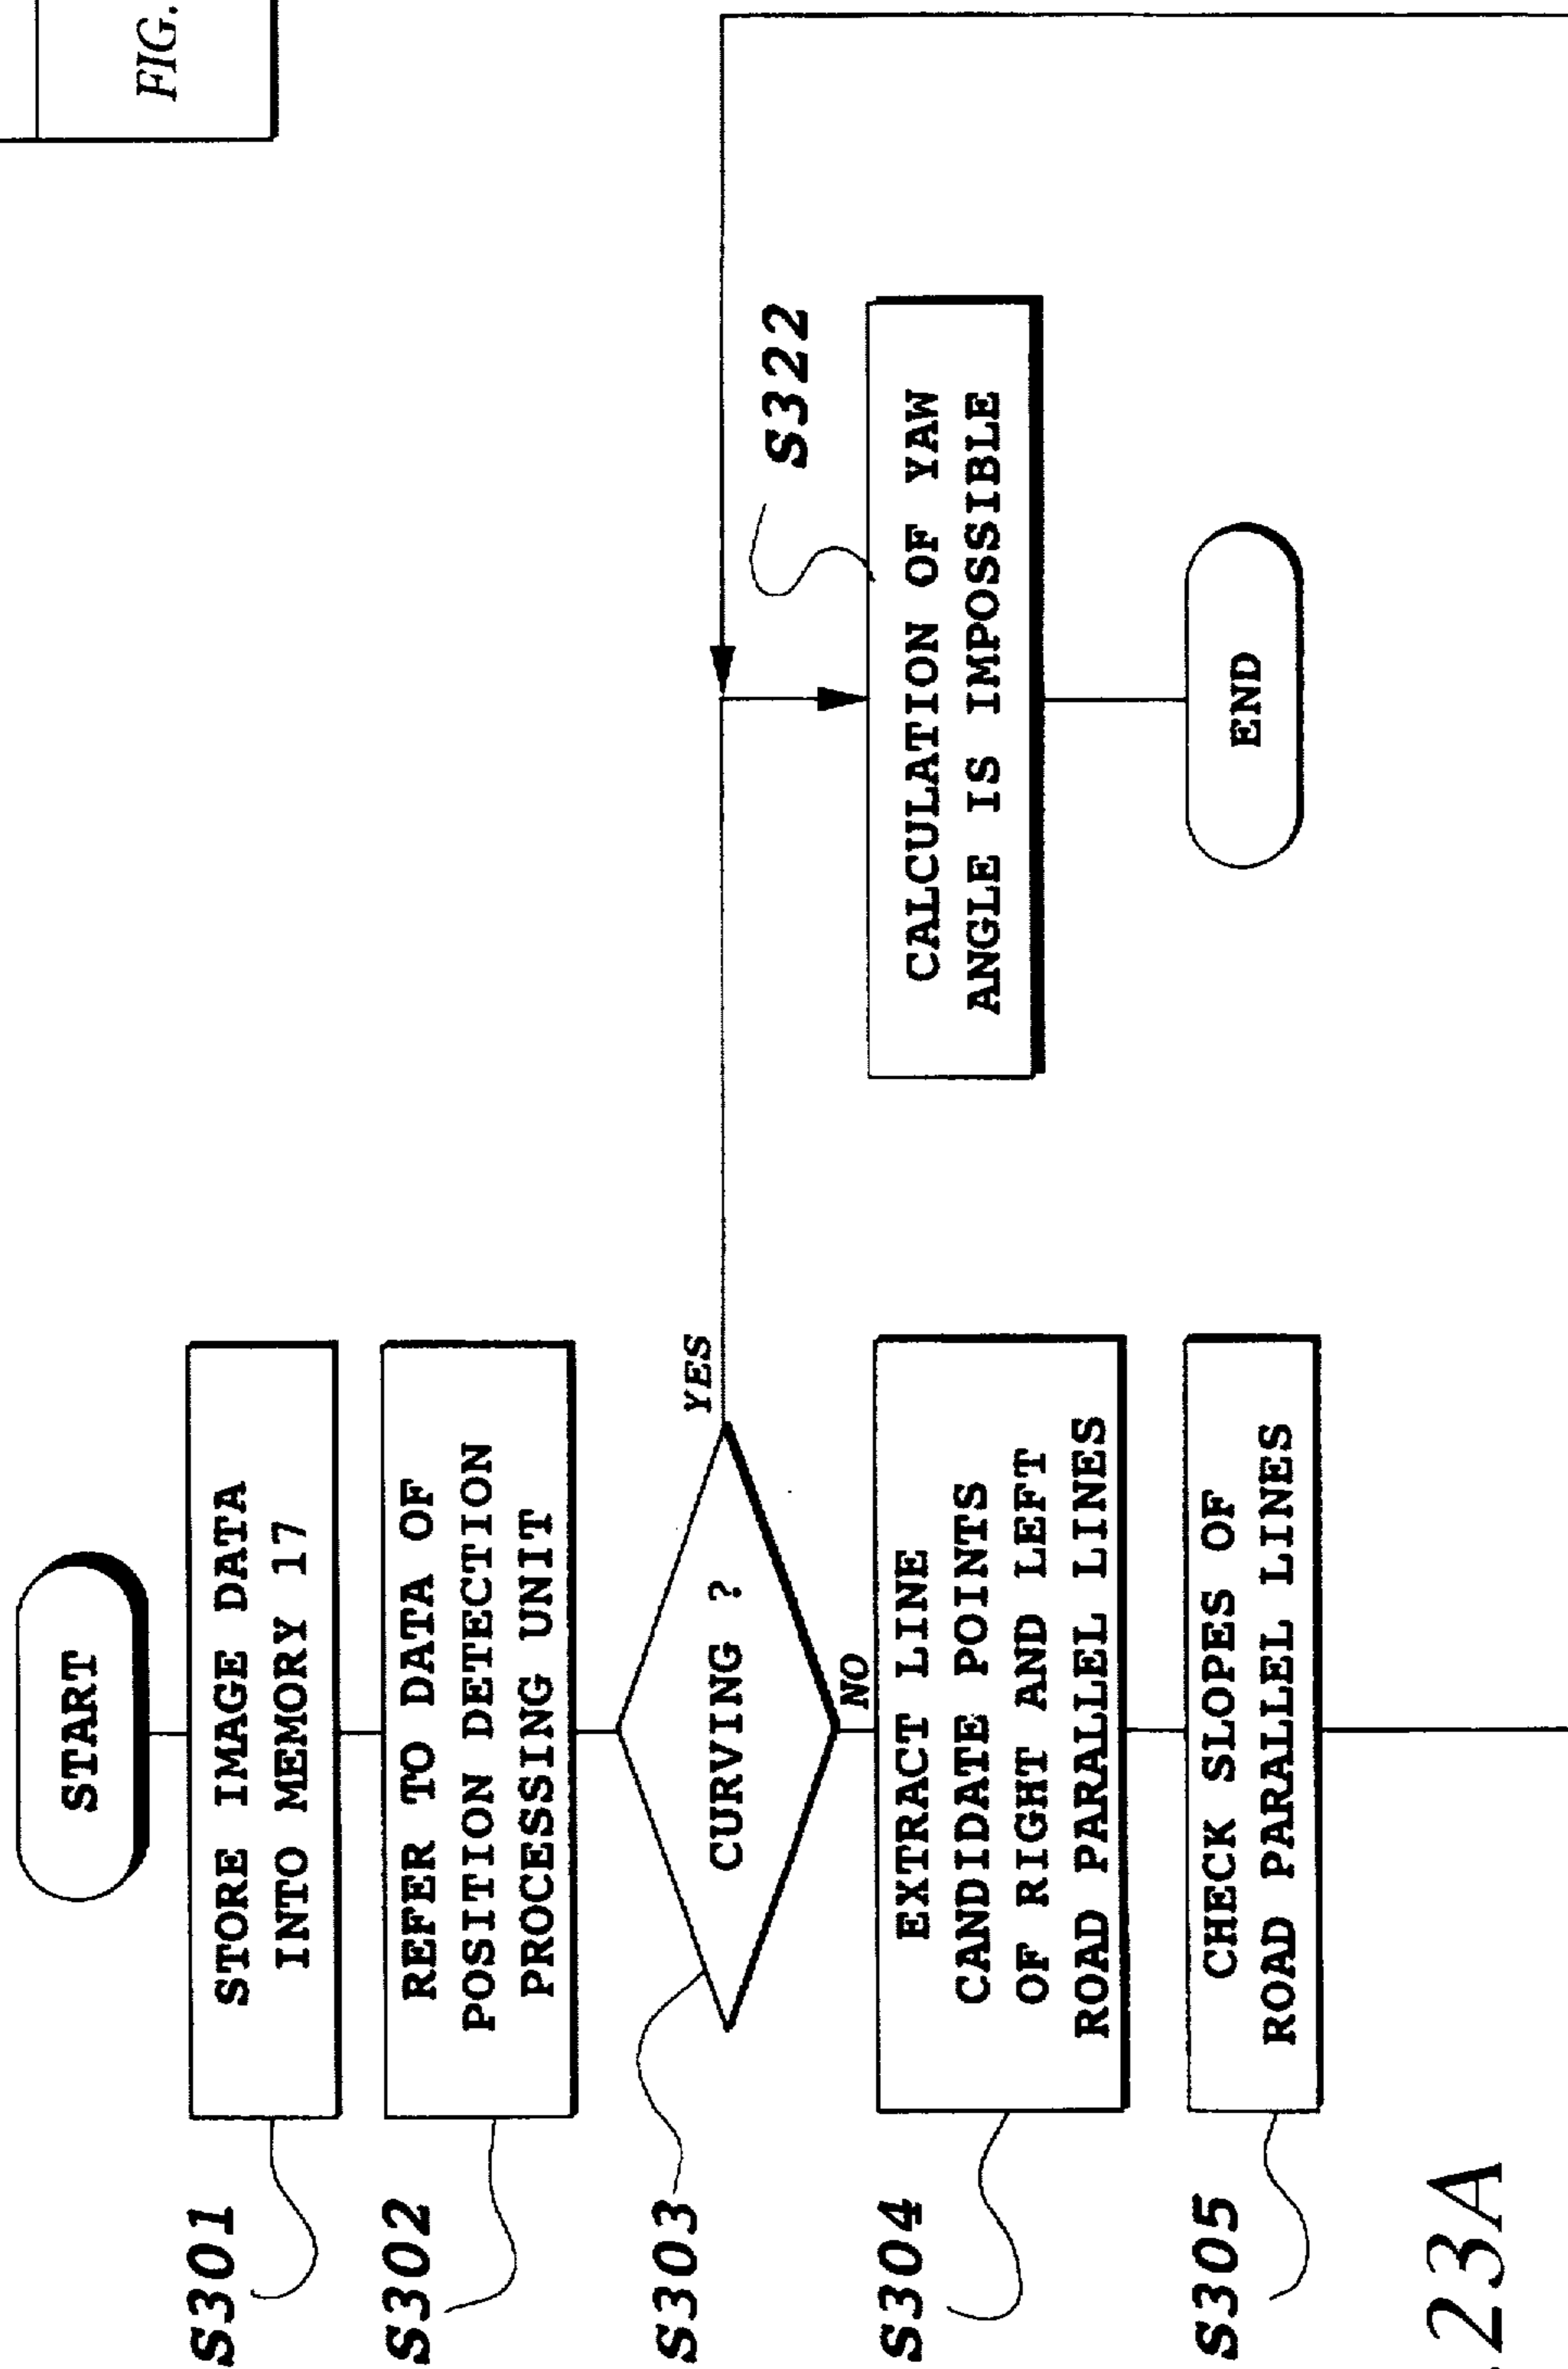 FIG.
START
S301
STORE IMAGE DATA
INTO MEMORY 17
S302
REFER TO DATA OF
POSITION DETECTION
PROCESSING UNIT
S303
CURVING ?
YES
NO
S322
CALCULATION OF YAW
ANGLE IS IMPOSSIBLE
END
S304
EXTRACT LINE
CANDIDATE POINTS
OF RIGHT AND LEFT
ROAD PARALLEL LINES
S305
CHECK SLOPES OF
ROAD PARALLEL LINES
.23A